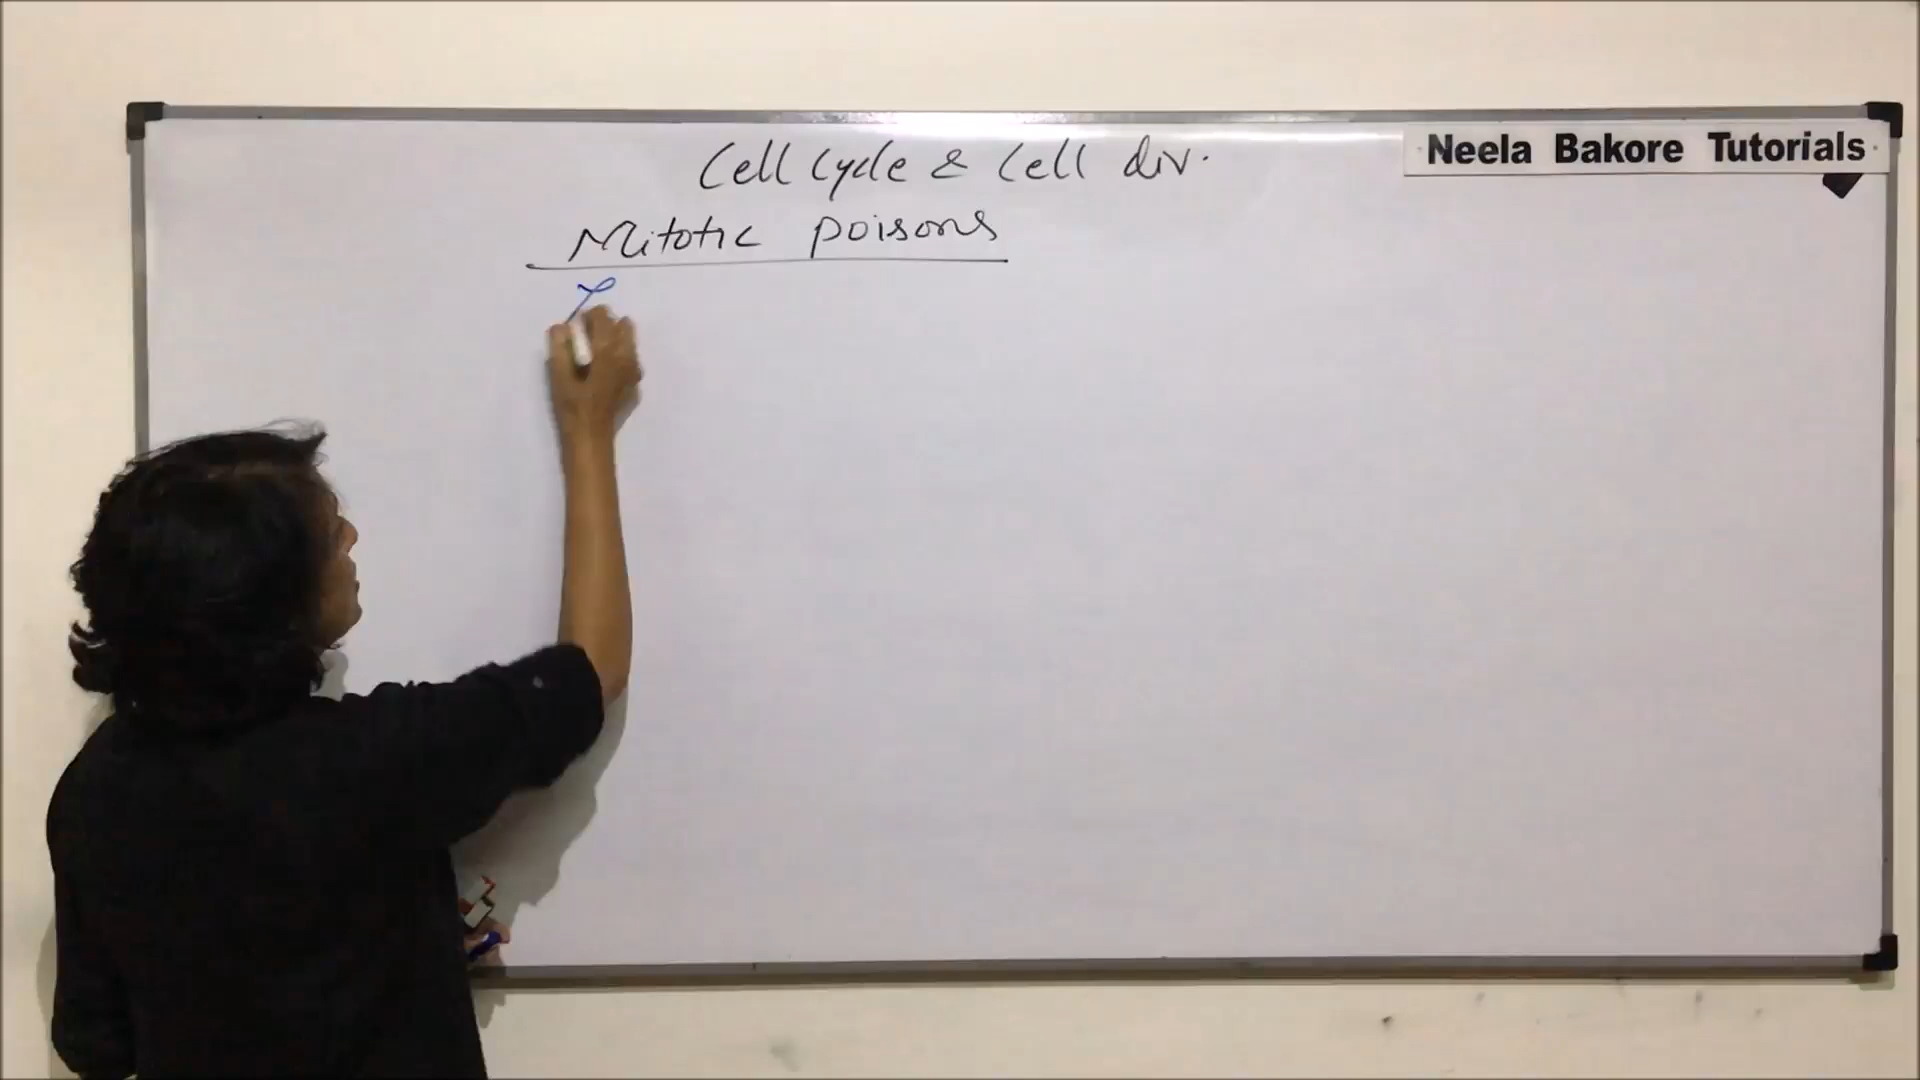 Cell Cycle & Cell div.
Neela Bakore Tutorials
Mitotic poisons